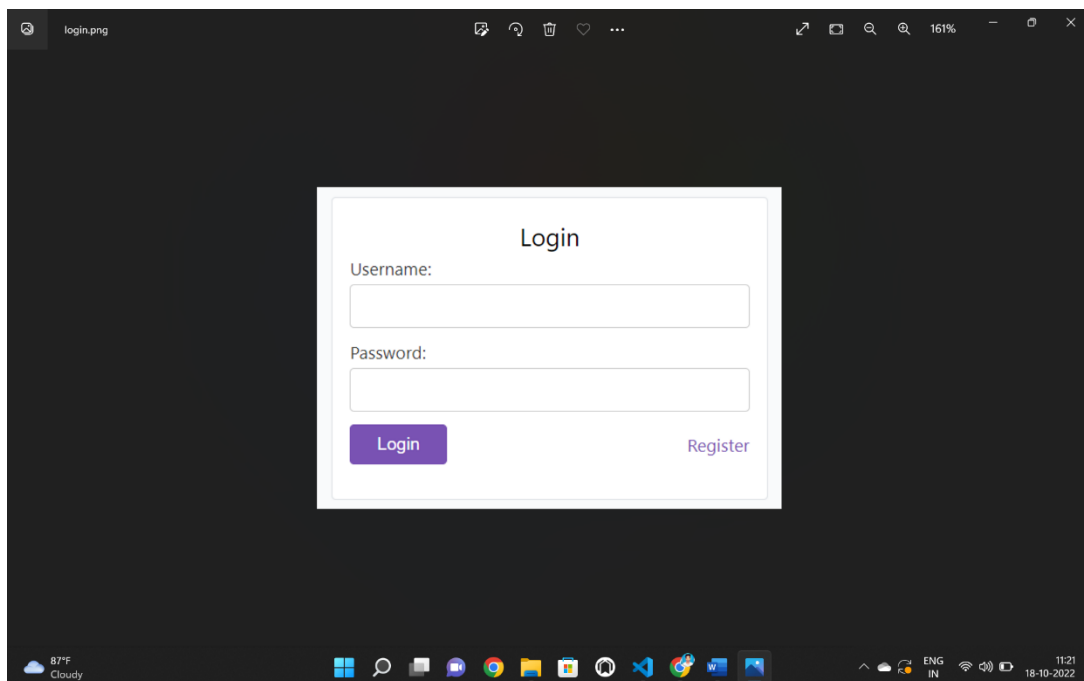 login.png
161%
Login
Username:
Password:
Login Register
87°F
Cloudy
ENG
IN
11:21
18-10-2022